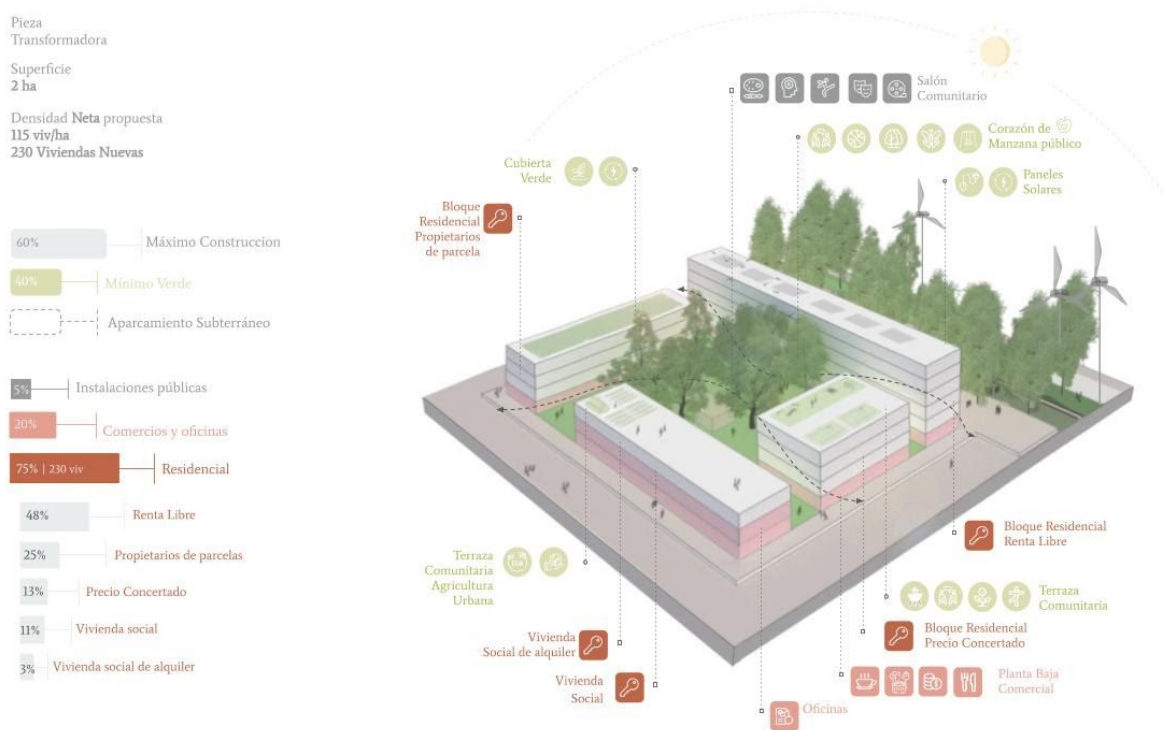 Pieza
Transformadora
Superficie
2 ha
Densidad Neta propuesta
115 viv/ha
230 Viviendas Nuevas
60%
Máximo Construccion
40%
Mínimo Verde
Aparcamiento Subterráneo
5%
Instalaciones públicas
20%
Comercios y oficinas
75% | 230 viv
Residencial
48%
Renta Libre
25%
Propietarios de parcelas
13%
Precio Concertado
11%
Vivienda social
3%
Vivienda social de alquiler
Salón
Comunitario
Corazón de
Manzana público
Cubierta
Verde
Paneles
Solares
Bloque
Residencial
Propietarios
de parcela
Bloque Residencial
Renta Libre
Terraza
Comunitaria
Agricultura
Urbana
Terraza
Comunitaria
Bloque Residencial
Precio Concertado
Vivienda
Social de alquiler
Vivienda
Social
Planta Baja
Comercial
Oficinas